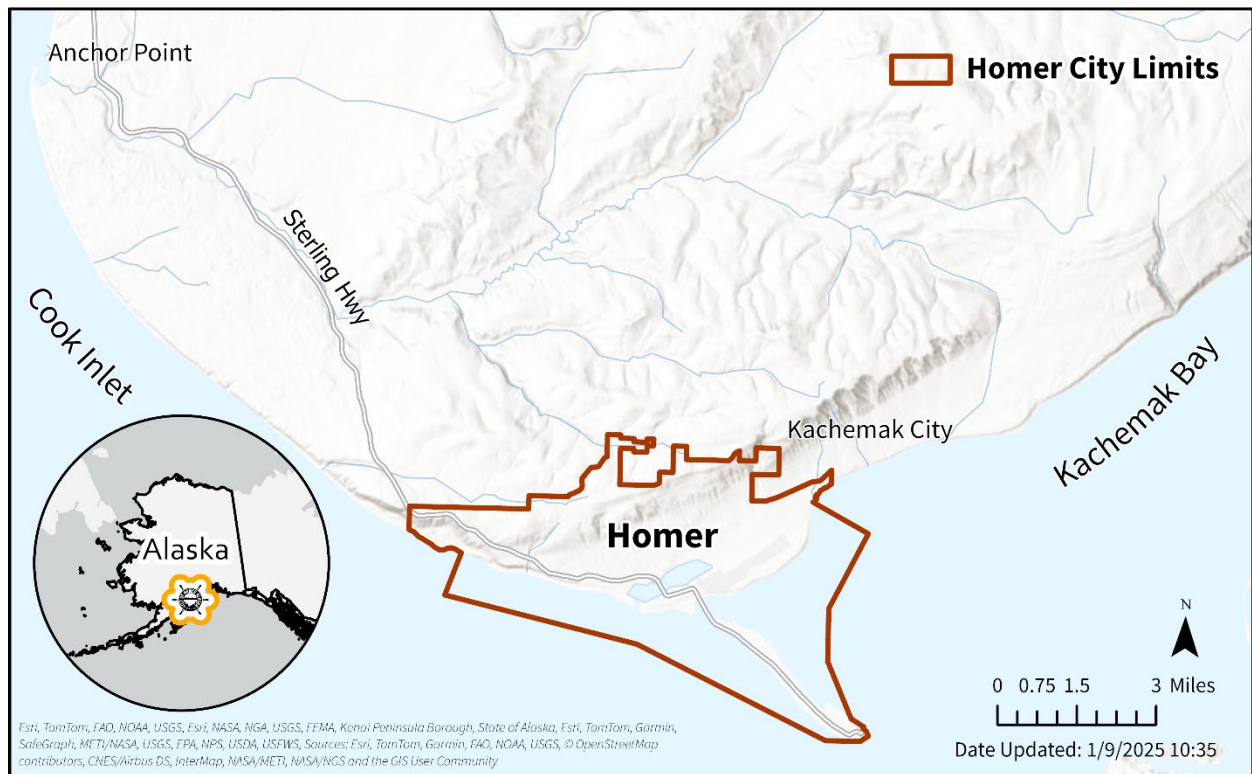 Anchor Point
Homer City Limits
Sterling Hwy
Cook Inlet
Kachemak Bay
Kachemak City
Homer
Alaska
N
0 0.75 1.5 3 Miles
Date Updated: 1/9/2025 10:35
Esri, TomTom, FAO, NOAA, USGS, Esri, NASA, NGA, USGS, FEMA, Kenai Peninsula Borough, State of Alaska, Esri, TomTom, Garmin,
SafeGraph, METI/NASA, USGS, EPA, NPS, USDA, USFWS, Sources: Esri, TomTom, Garmin, FAO, NOAA, USGS, © OpenStreetMap
contributors, CNES/Airbus DS, InterMap, NASA/METI, NASA/NGS and the GIS User Community